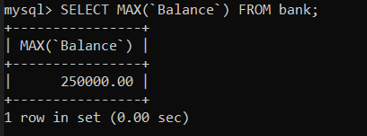 mysql> SELECT MAX(`Balance`) FROM bank;
+----------------+
| MAX(`Balance`) |
+----------------+
|      250000.00 |
+----------------+
1 row in set (0.00 sec)